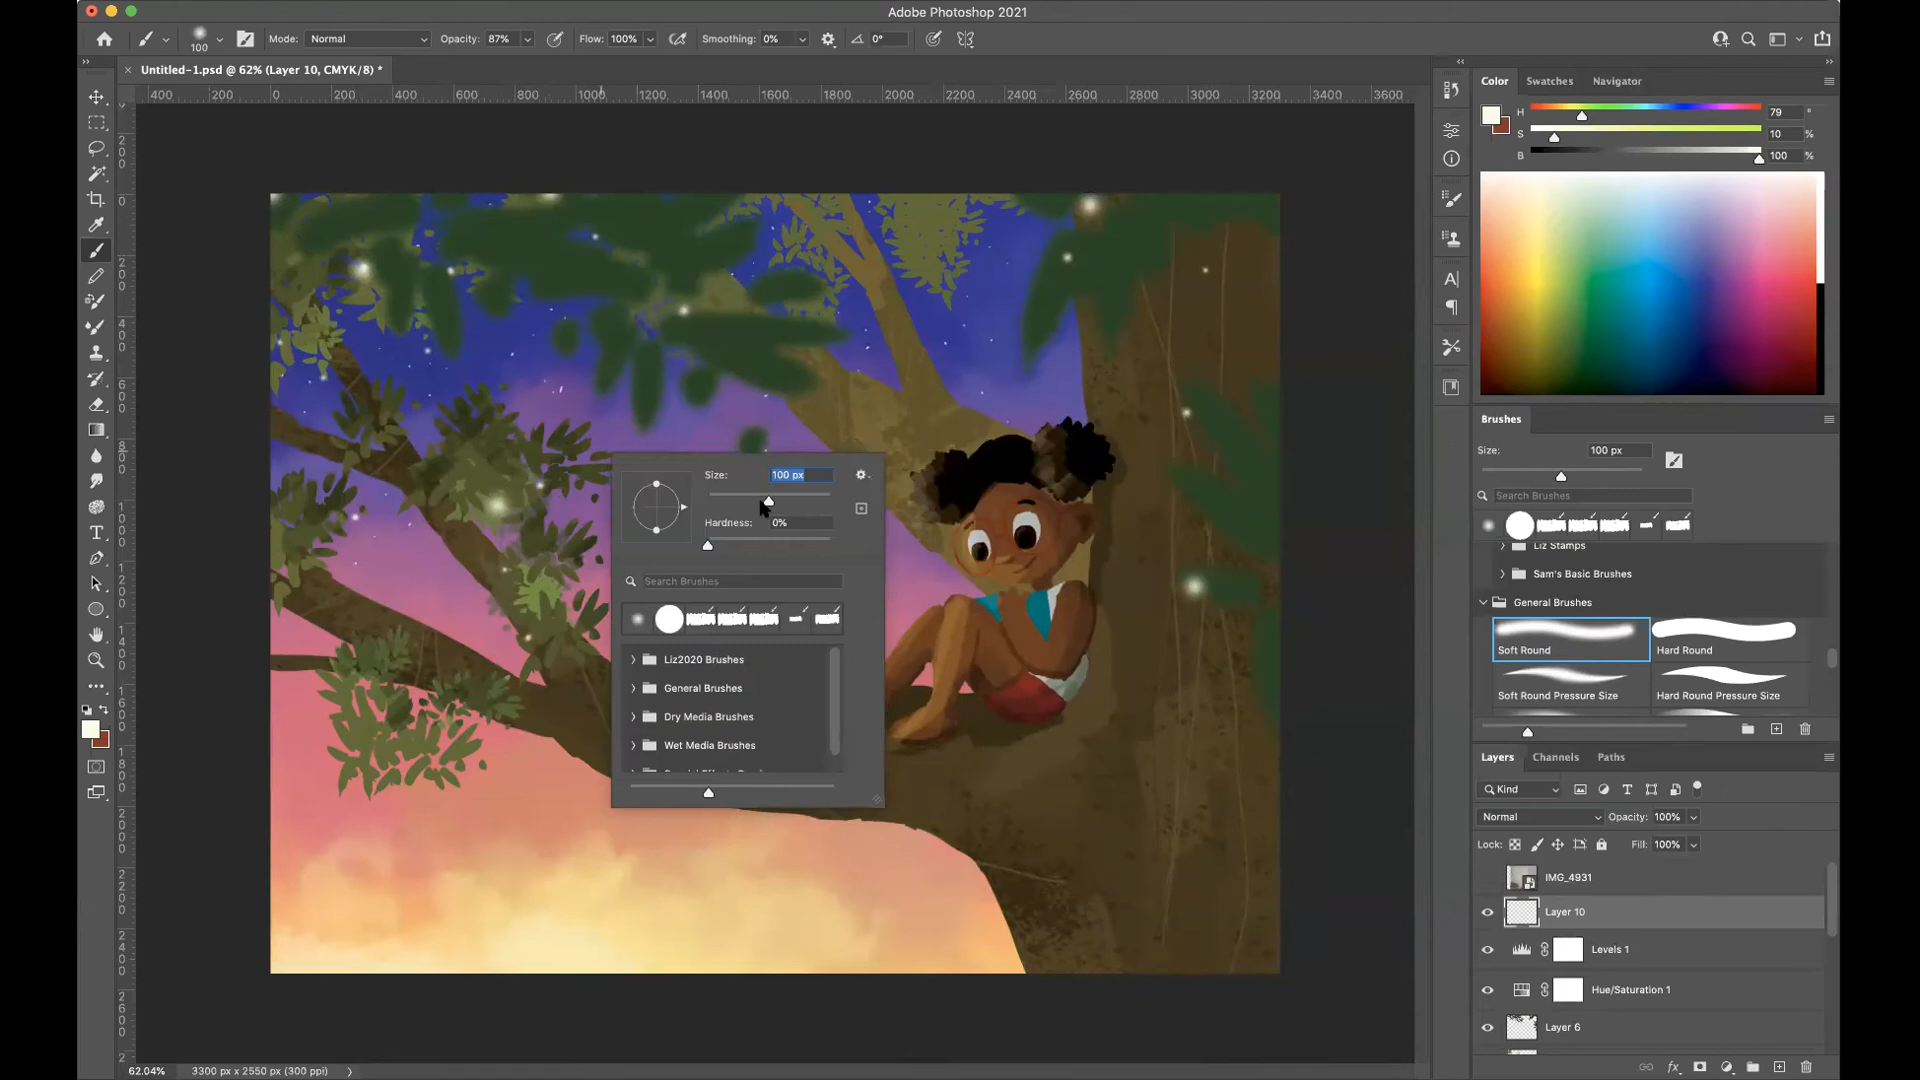 Adobe Photoshop 2021
100
Mode: Normal
Opacity: 87%
Flow: 100%
Smoothing: 0%
0°
Untitled-1.psd @ 62% (Layer 10, CMYK/8) *
400 200 0 200 400 600 800 1000 1200 1400 1600 1800 2000 2200 2400 2600 2800 3000 3200 3400 3600
Color Swatches Navigator
H 79 °
S 10 %
B 100 %
Brushes
Size: 100 px
Search Brushes
Liz Stamps
Sam's Basic Brushes
General Brushes
Soft Round Hard Round
Soft Round Pressure Size Hard Round Pressure Size
Size: 100 px
Hardness: 0%
Search Brushes
Liz2020 Brushes
General Brushes
Dry Media Brushes
Wet Media Brushes
Layers Channels Paths
Kind
Normal Opacity: 100%
Lock: Fill: 100%
IMG_4931
Layer 10
Levels 1
Hue/Saturation 1
Layer 6
62.04% 3300 px x 2550 px (300 ppi)